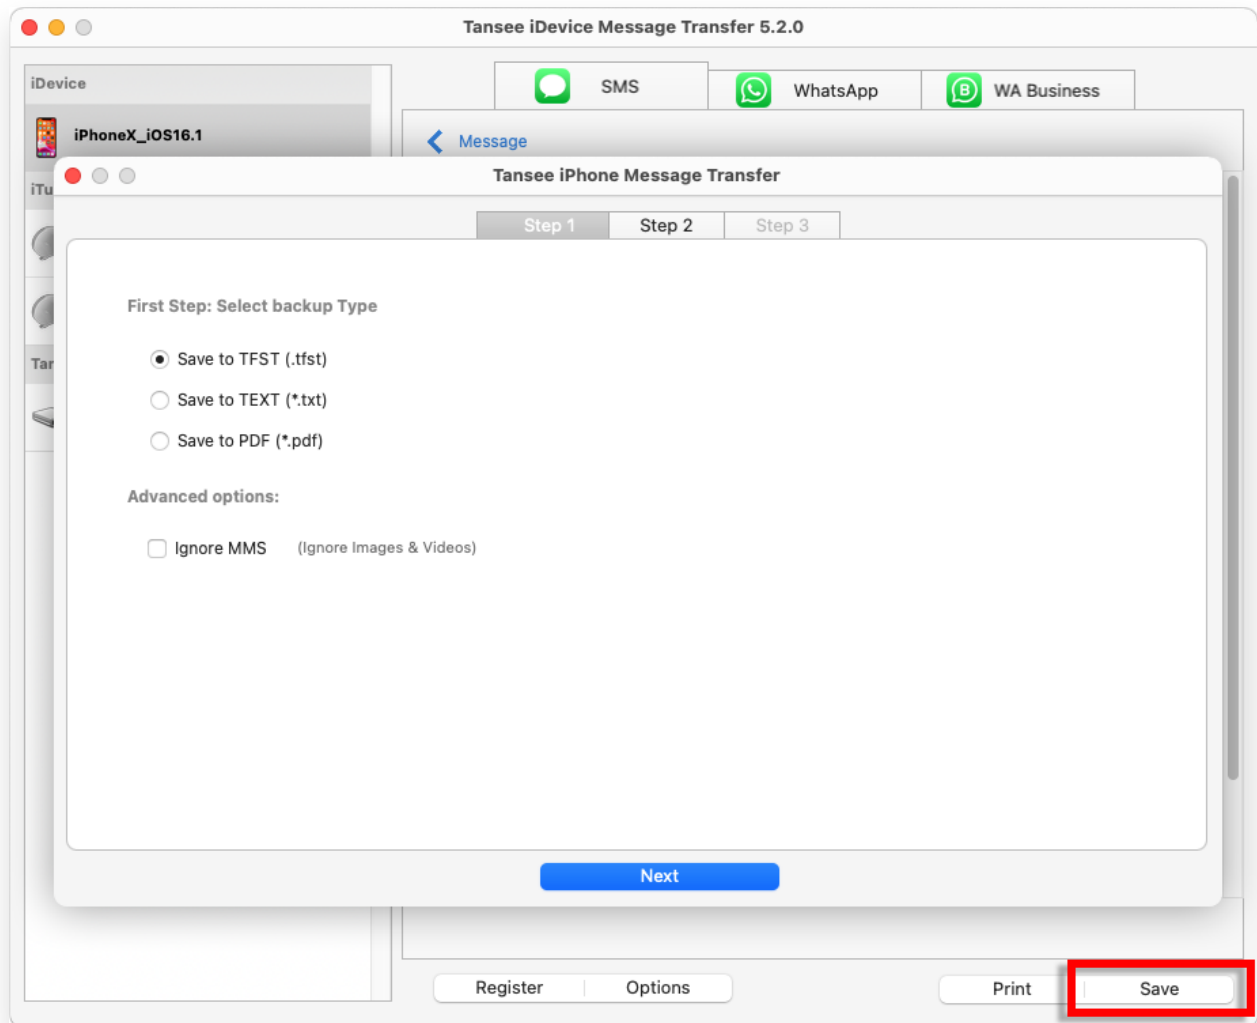 Tansee iDevice Message Transfer 5.2.0
iDevice
SMS
WhatsApp
WA Business
iPhoneX_iOS16.1
Message
Tansee iPhone Message Transfer
iTu
Step 1
Step 2
Step 3
First Step: Select backup Type
Save to TFST (.tfst)
Tan
Save to TEXT (*.txt)
Save to PDF (*.pdf)
Advanced options:
Ignore MMS (Ignore Images & Videos)
Next
Register
Options
Print
Save